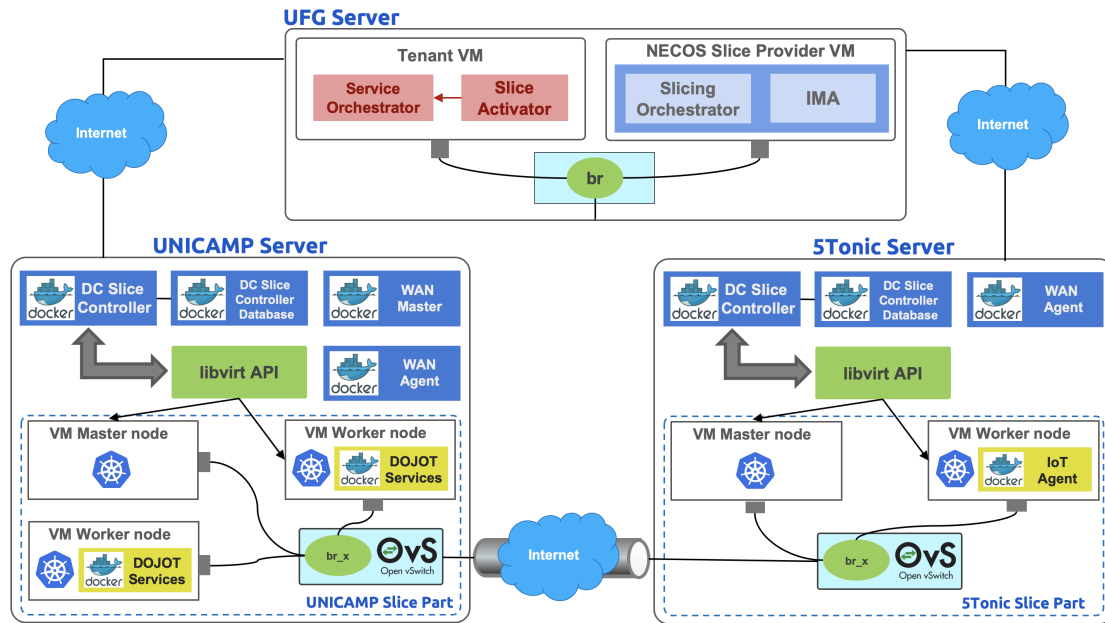 UFG Server
Tenant VM
Service
Orchestrator
Slice
Activator
NECOS Slice Provider VM
Slicing
Orchestrator
IMA
br
Internet
Internet
UNICAMP Server
docker
DC Slice
Controller
docker
DC Slice
Controller
Database
docker
WAN
Master
libvirt API
docker
WAN
Agent
VM Master node
VM Worker node
docker
DOJOT
Services
VM Worker node
docker
DOJOT
Services
br_x
OvS
Open vSwitch
UNICAMP Slice Part
Internet
5Tonic Server
docker
DC Slice
Controller
docker
DC Slice
Controller
Database
docker
WAN
Agent
libvirt API
VM Master node
VM Worker node
docker
IoT
Agent
br_x
OvS
Open vSwitch
5Tonic Slice Part